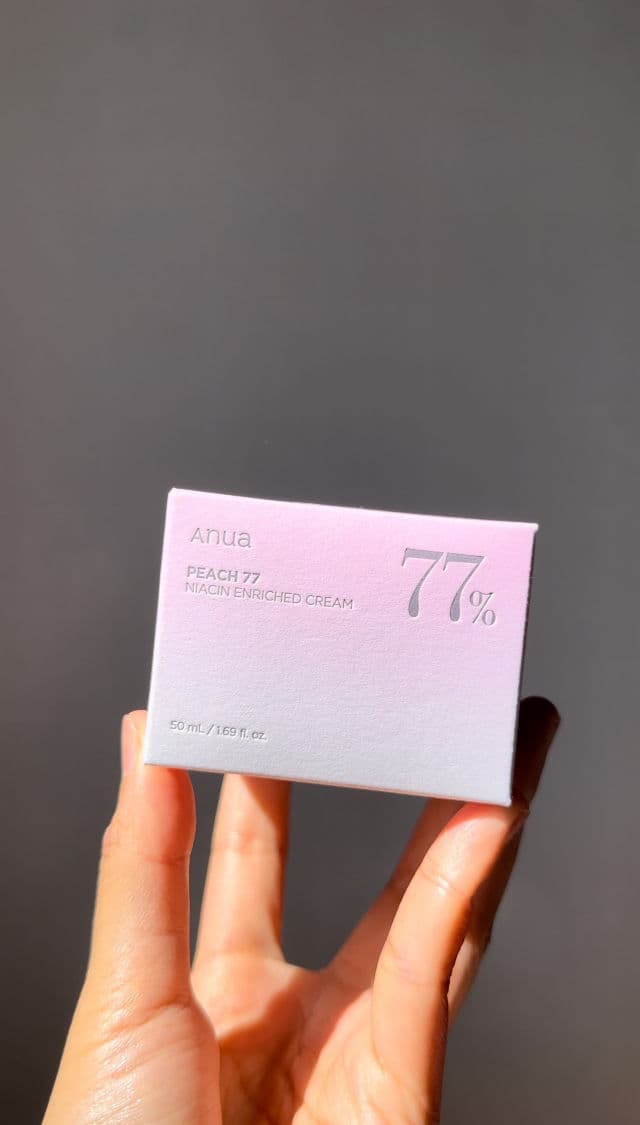 Anua
PEACH 77
NIACIN ENRICHED CREAM
77%
50 mL / 1.69 fl. oz.